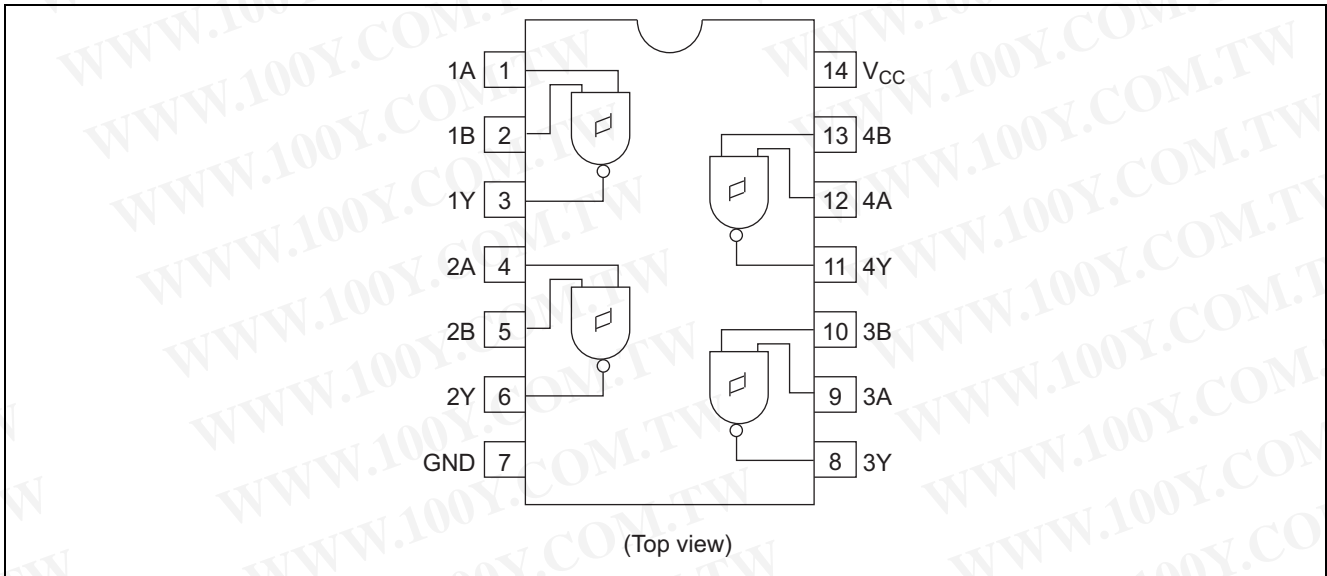 1A 1
1B 2
1Y 3
2A 4
2B 5
2Y 6
GND 7
14 VCC
13 4B
12 4A
11 4Y
10 3B
9 3A
8 3Y
(Top view)
WWW.100Y.COM.TW